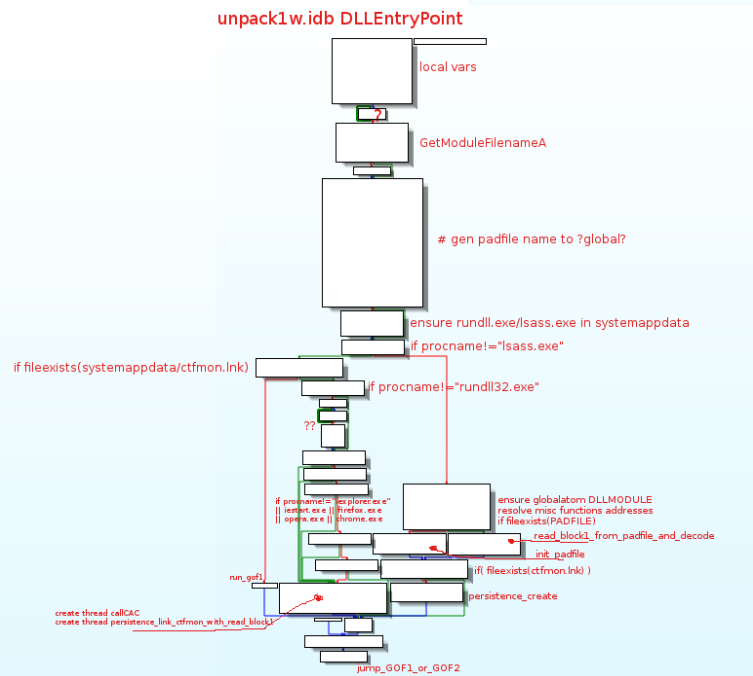 unpack1w.idb DLLEntryPoint
local vars
?
GetModuleFilenameA
# gen padfile name to ?global?
ensure rundll.exe/lsass.exe in systemappdata
if procname!="lsass.exe"
if fileexists(systemappdata/ctfmon.lnk)
if procname!="rundll32.exe"
??
if procname!="explorer.exe"
|| iestart.exe || firefox.exe
|| opera.exe || chrome.exe
ensure globalatom DLLMODULE
resolve misc functions addresses
if fileexists(PADFILE)
read_block1_from_padfile_and_decode
init_padfile
if( fileexists(ctfmon.lnk) )
run_gof1
persistence_create
create thread callCAC
create thread persistence_link_ctfmon_with_read_block1
jump_GOF1_or_GOF2